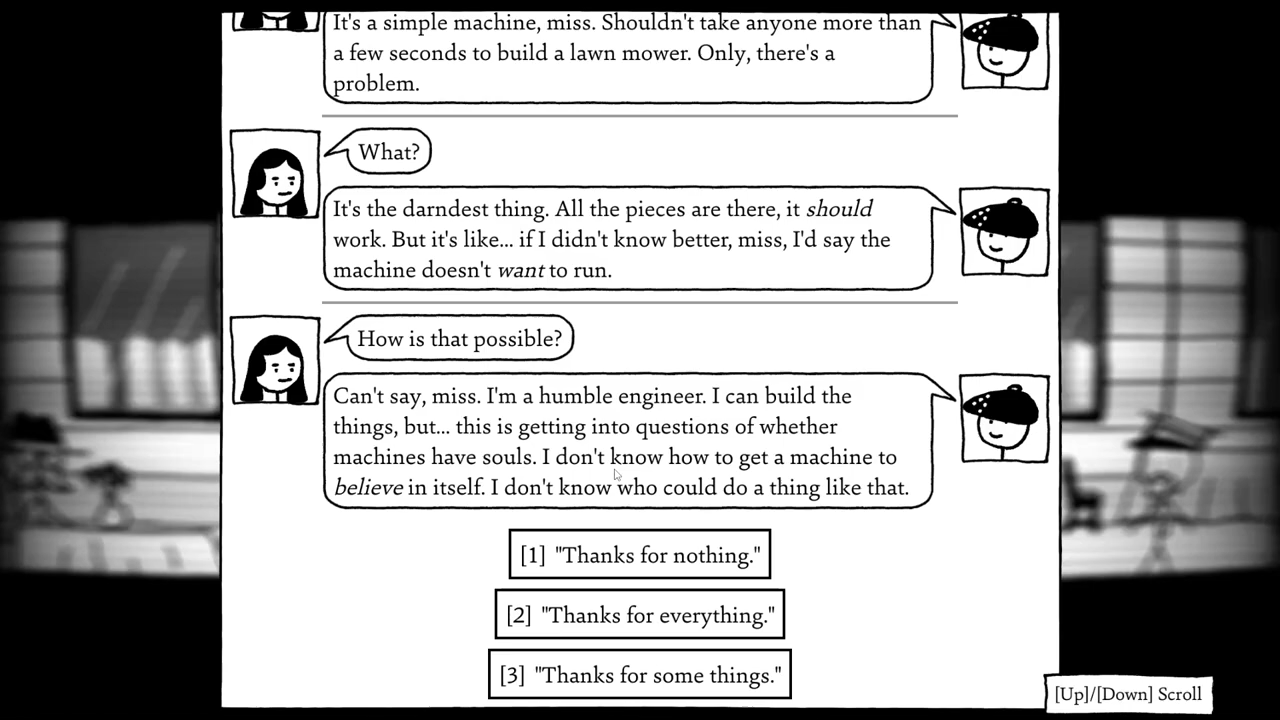 It's a simple machine, miss. Shouldn't take anyone more than
a few seconds to build a lawn mower. Only, there's a
problem.
What?
It's the darndest thing. All the pieces are there, it should
work. But it's like... if I didn't know better, miss, I'd say the
machine doesn't want to run.
How is that possible?
Can't say, miss. I'm a humble engineer. I can build the
things, but... this is getting into questions of whether
machines have souls. I don't know how to get a machine to
believe in itself. I don't know who could do a thing like that.
[1] "Thanks for nothing."
[2] "Thanks for everything."
[3] "Thanks for some things."
[Up]/[Down] Scroll